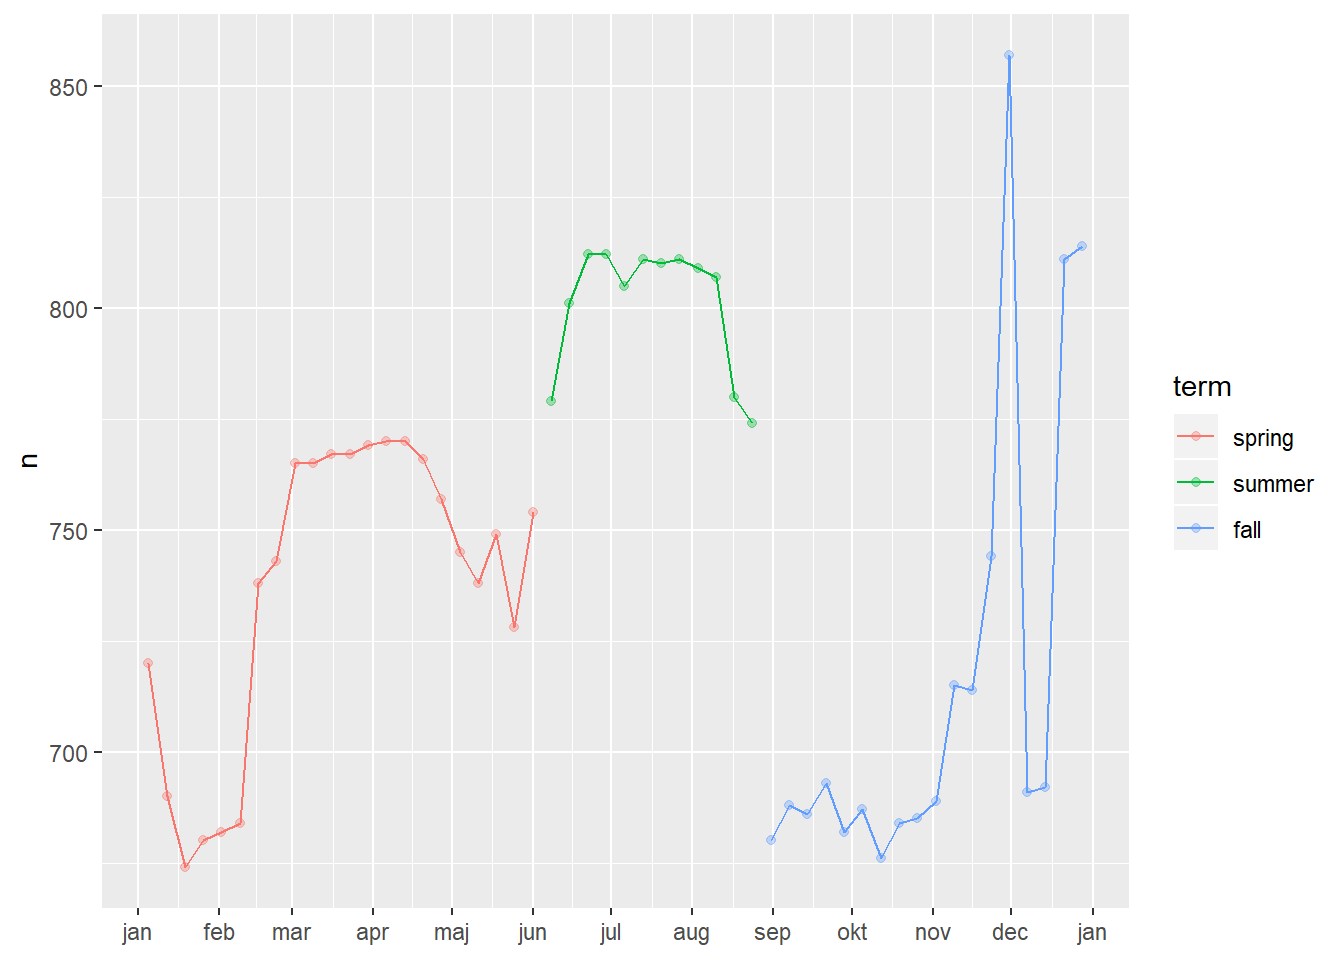 850
800
750
700
n
jan feb mar apr maj jun jul aug sep okt nov dec jan
term
spring
summer
fall